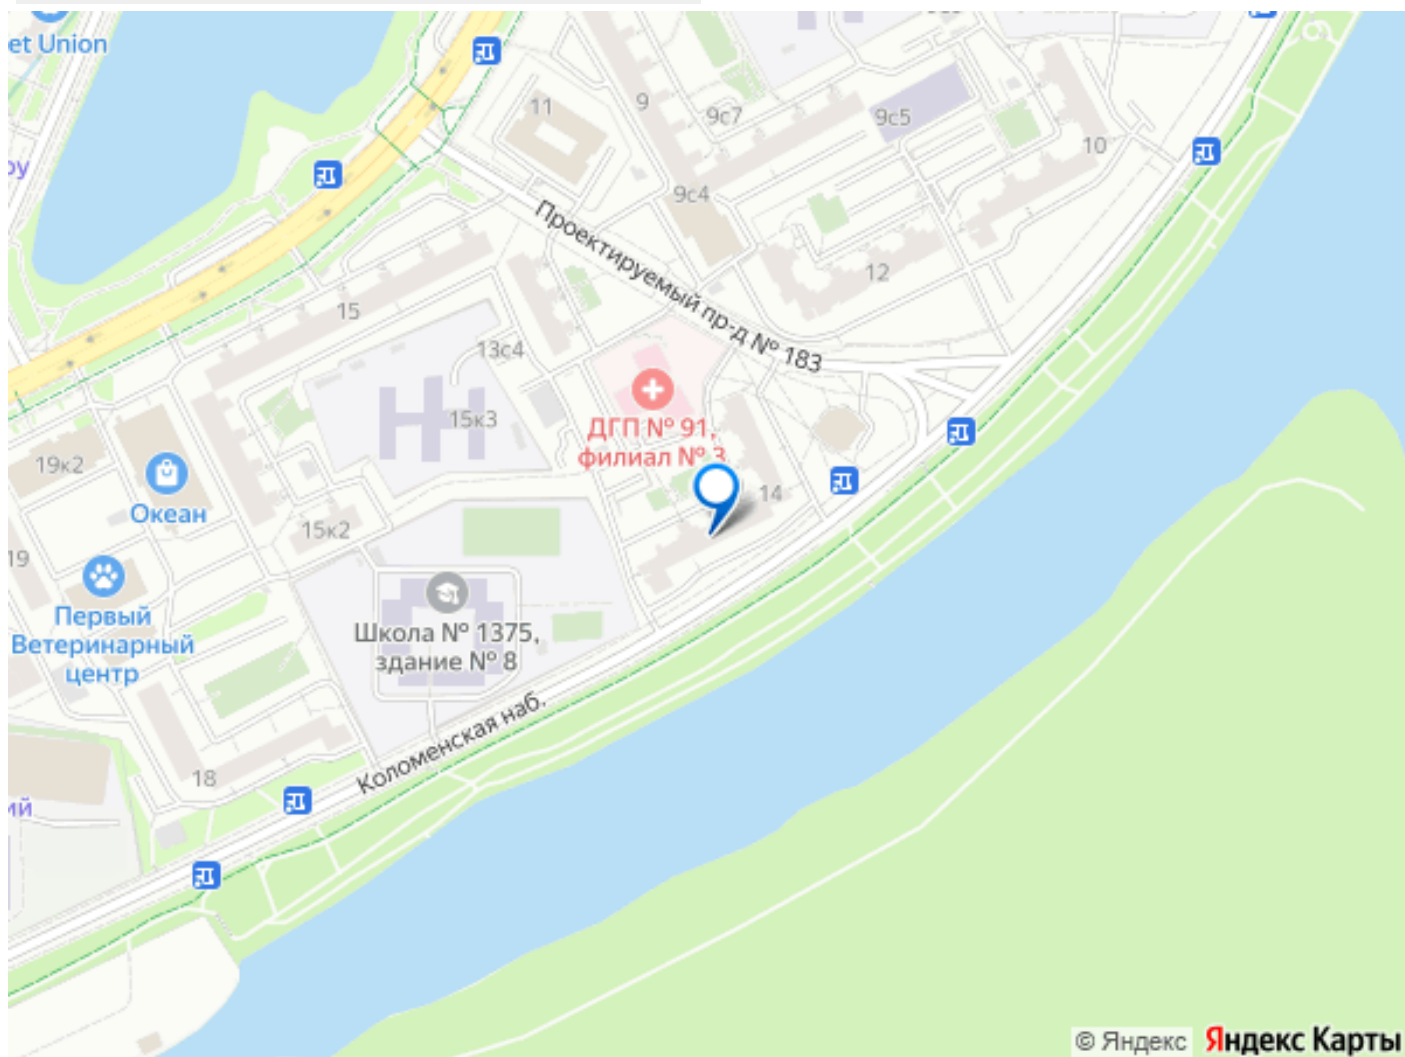 et Union
11
9
9с7
9с5
10
ру
9с4
Проектируемый пр-д № 183
12
15
13с4
15к3
ДГП № 91,
филиал № 3
19к2
14
Океан
15к2
19
Первый
Ветеринарный
центр
Школа № 1375,
здание № 8
Коломенская наб.
18
ий
© Яндекс
Яндекс Карты